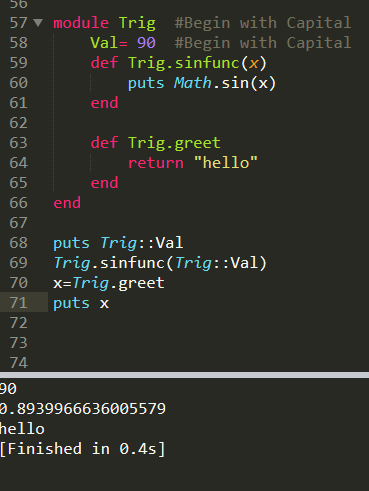 56
57 module Trig  #Begin with Capital
58     Val= 90  #Begin with Capital
59     def Trig.sinfunc(x)
60         puts Math.sin(x)
61     end
62
63     def Trig.greet
64         return "hello"
65     end
66 end
67
68 puts Trig::Val
69 Trig.sinfunc(Trig::Val)
70 x=Trig.greet
71 puts x
72
73
74
90
0.8939966636005579
hello
[Finished in 0.4s]